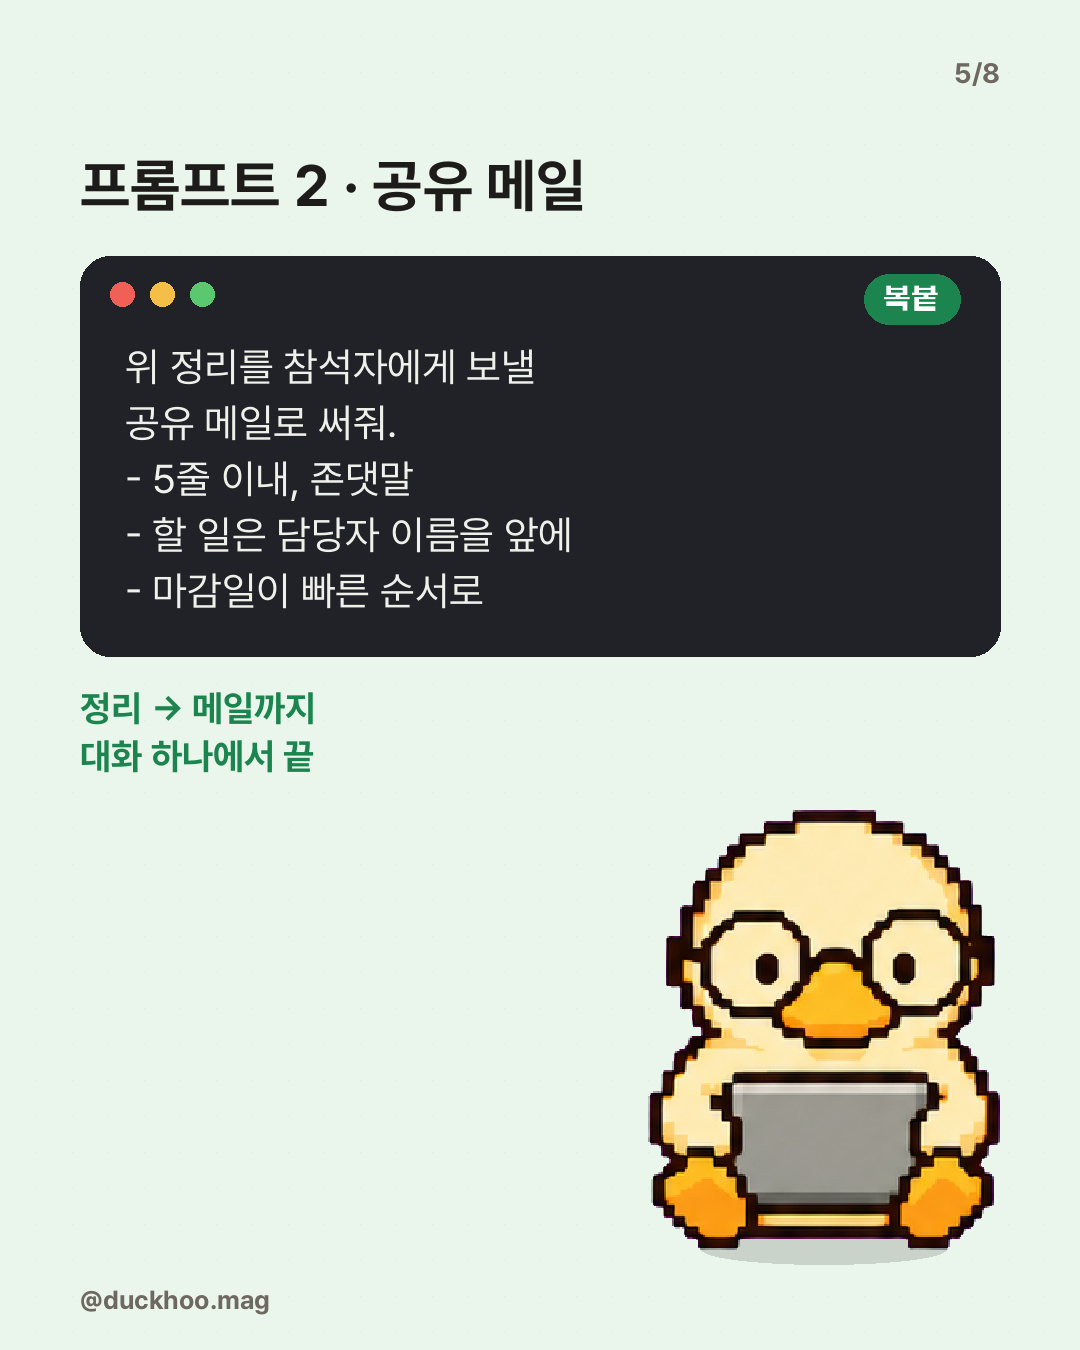 5/8
프롬프트 2 · 공유 메일
복붙
위 정리를 참석자에게 보낼
공유 메일로 써줘.
- 5줄 이내, 존댓말
- 할 일은 담당자 이름을 앞에
- 마감일이 빠른 순서로
정리 → 메일까지
대화 하나에서 끝
@duckhoo.mag